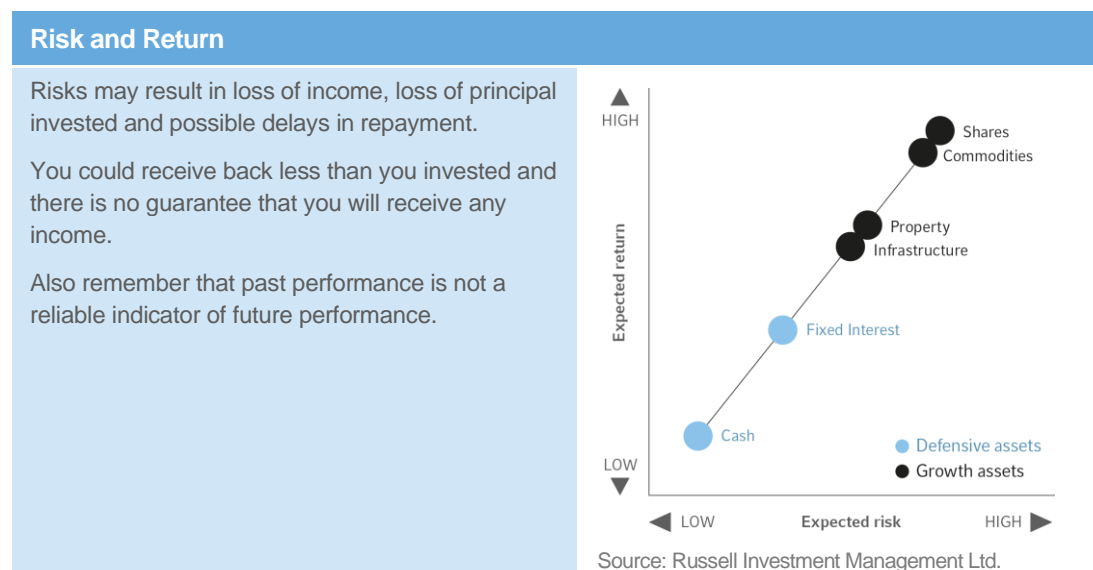 Risk and Return
Risks may result in loss of income, loss of principal
invested and possible delays in repayment.
You could receive back less than you invested and
there is no guarantee that you will receive any
income.
Also remember that past performance is not a
reliable indicator of future performance.
HIGH
Shares
Commodities
Property
Infrastructure
Expected return
Fixed Interest
Cash
Defensive assets
LOW
Growth assets
LOW
Expected risk
HIGH
Source: Russell Investment Management Ltd.